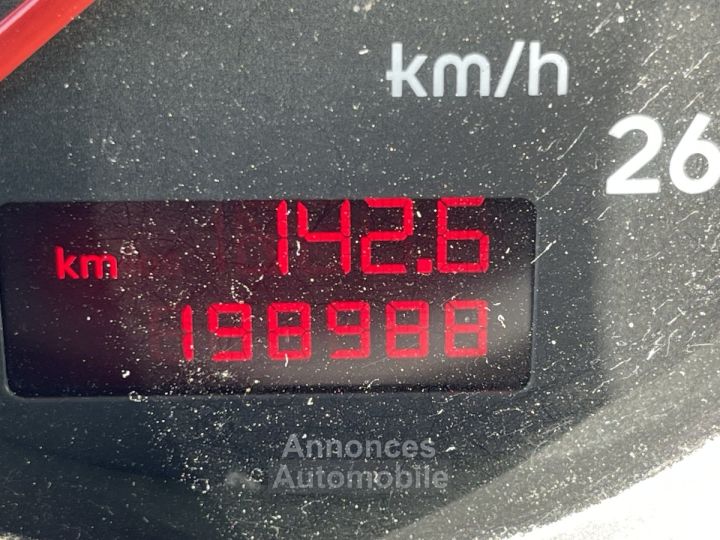 km/h
26
km 142.6
198988
Annonces
Automobile